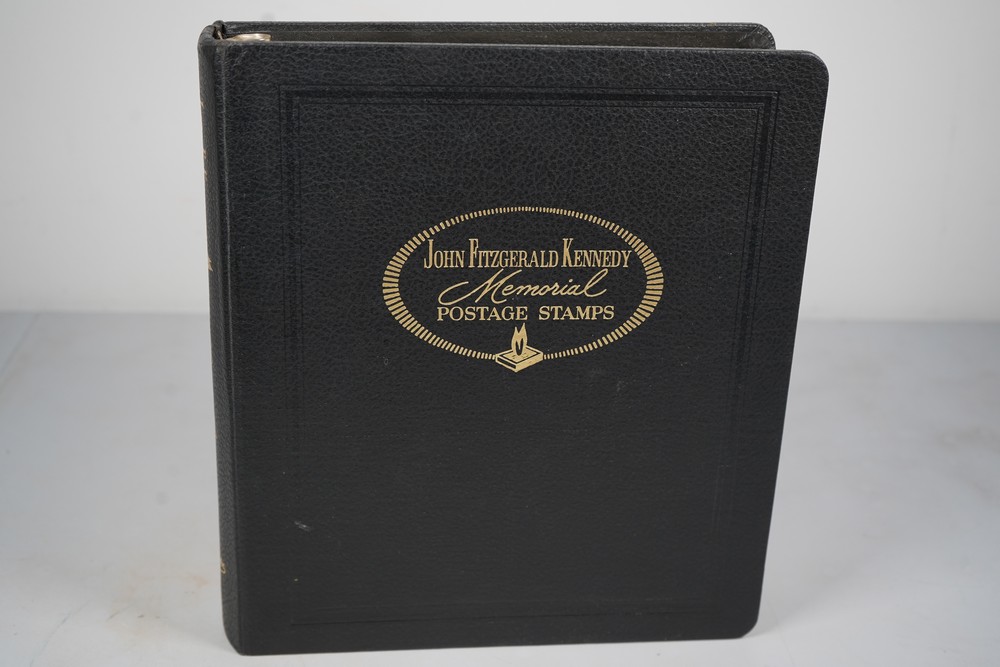 JOHN FITZGERALD KENNEDY
Memorial
POSTAGE STAMPS